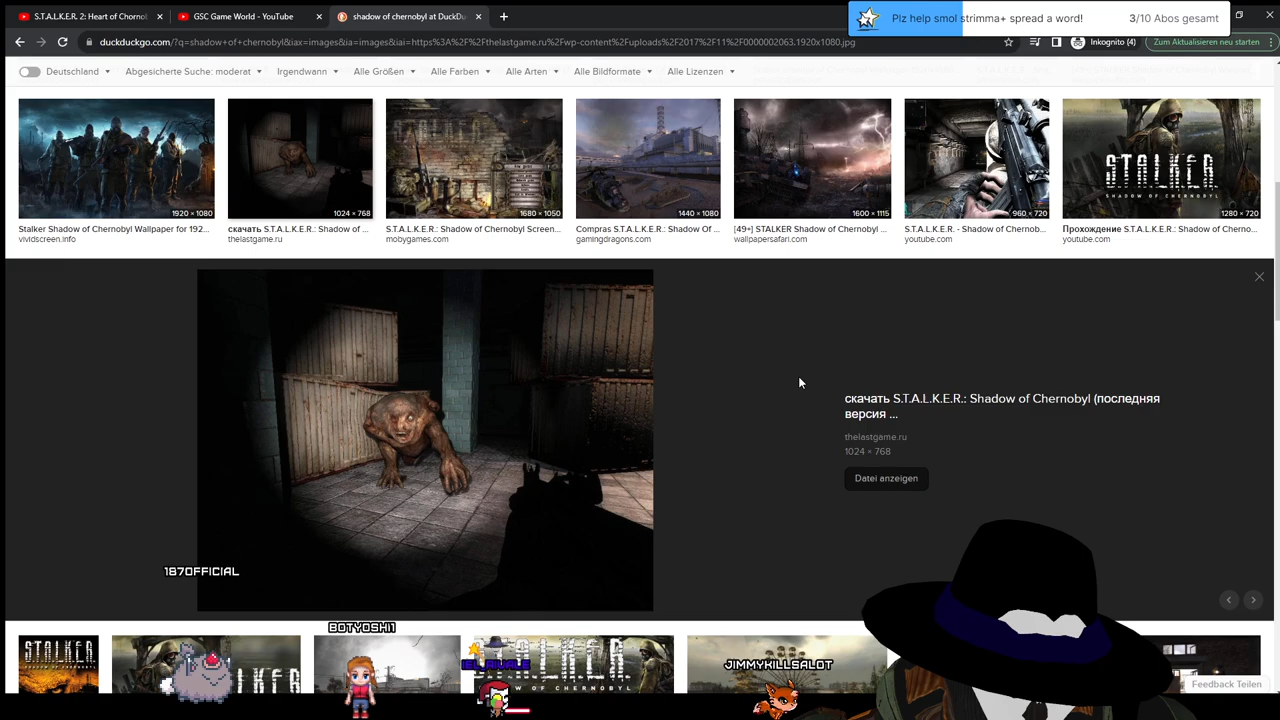 S.T.A.L.K.E.R. 2: Heart of Chornob
GSC Game World - YouTube
shadow of chernobyl at DuckDu
Plz help smol strimma+ spread a word!
3/10 Abos gesamt
duckduckgo.com/?q=shadow+of+chernobyl&iax=images&ia=images&iai=https%3A%2F%2Fthelastgame.ru%2Fwp-content%2Fuploads%2F2017%2F11%2F0000002063.1920x1080.jpg
Inkognito (4)
Zum Aktualisieren neu starten
Deutschland
Abgesicherte Suche: moderat
Irgendwann
Alle Größen
Alle Farben
Alle Arten
Alle Bildformate
Alle Lizenzen
1920 × 1080
1024 × 768
1680 × 1050
1440 × 1080
1600 × 1115
960 × 720
STALKER
SHADOW OF CHERNOBYL
1280 × 720
Stalker Shadow of Chernobyl Wallpaper for 192...
скачать S.T.A.L.K.E.R.: Shadow of ...
S.T.A.L.K.E.R.: Shadow of Chernobyl Screen...
Compras S.T.A.L.K.E.R.: Shadow Of ...
[49+] STALKER Shadow of Chernobyl ...
S.T.A.L.K.E.R. - Shadow of Chernob...
Прохождение S.T.A.L.K.E.R.: Shadow of Cherno...
vividscreen.info
thelastgame.ru
mobygames.com
gamingdragons.com
wallpapersafari.com
youtube.com
youtube.com
скачать S.T.A.L.K.E.R.: Shadow of Chernobyl (последняя
версия ...
thelastgame.ru
1024 × 768
Datei anzeigen
1870FFICIAL
BOTYOSHI1
JIMMYKILLSALOT
STALKER
STALKER
SHADOW OF CHERNOBYL
Feedback Teilen